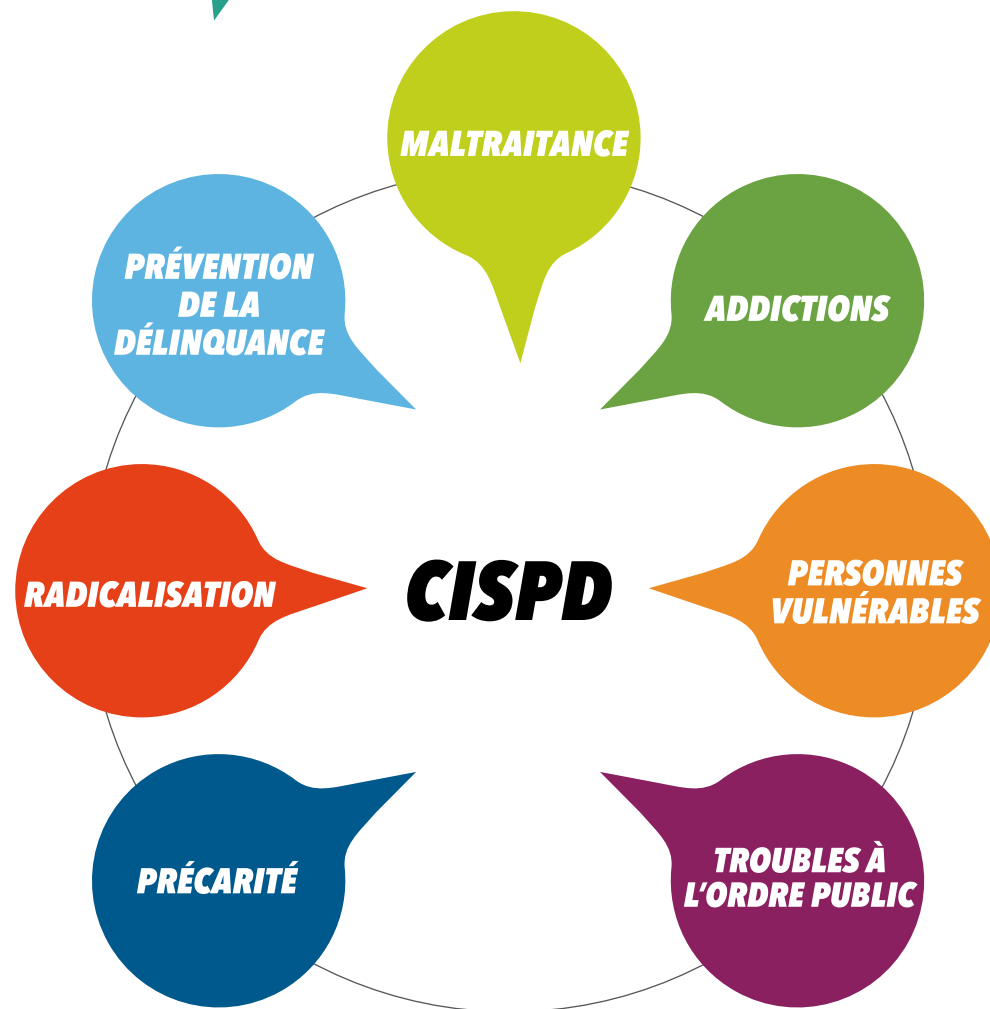 MALTRAITANCE
PRÉVENTION
DE LA
DÉLINQUANCE
ADDICTIONS
RADICALISATION
CISPD
PERSONNES
VULNÉRABLES
PRÉCARITÉ
TROUBLES À
L'ORDRE PUBLIC